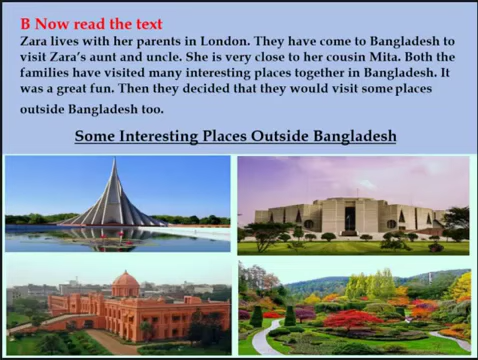 B Now read the text
Zara lives with her parents in London. They have come to Bangladesh to
visit Zara's aunt and uncle. She is very close to her cousin Mita. Both the
families have visited many interesting places together in Bangladesh. It
was a great fun. Then they decided that they would visit some places
outside Bangladesh too.
Some Interesting Places Outside Bangladesh